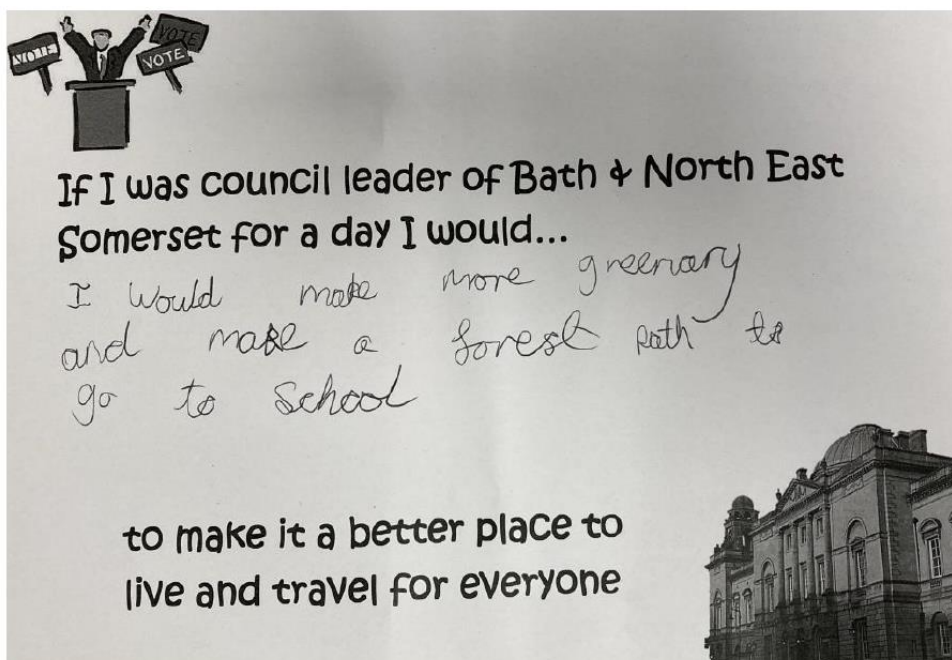 VOTE
VOTE
VOTE
If I was council leader of Bath & North East
Somerset for a day I would...
I would make more greenary
and make a forest path to
go to School
to make it a better place to
live and travel for everyone